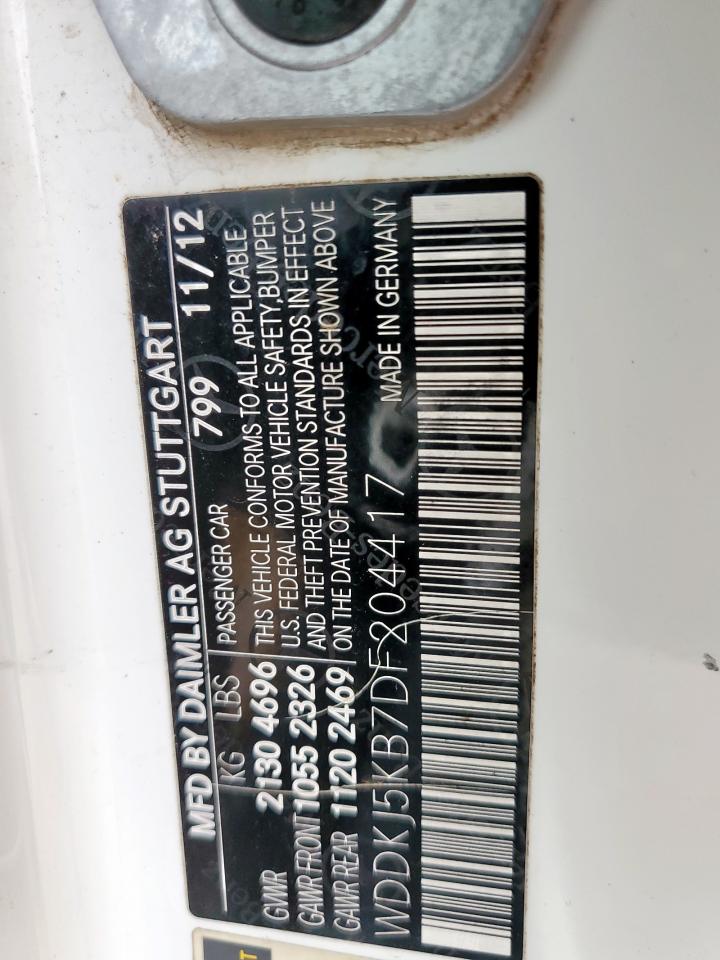 MFD BY DAIMLER AG STUTTGART
KG LBS PASSENGER CAR 799 11/12
GVWR 2130 4696 THIS VEHICLE CONFORMS TO ALL APPLICABLE
GAWR FRONT 1055 2326 U.S. FEDERAL MOTOR VEHICLE SAFETY,BUMPER
GAWR REAR 1120 2469 AND THEFT PREVENTION STANDARDS IN EFFECT
ON THE DATE OF MANUFACTURE SHOWN ABOVE
WDDKJ5KB7DF204417 MADE IN GERMANY